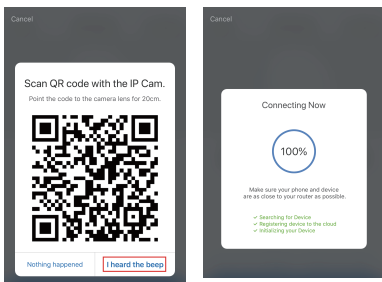 Cancel
Scan QR code with the IP Cam.
Point the code to the camera lens for 20cm.
Nothing happened
I heard the beep
Cancel
Connecting Now
100%
Make sure your phone and device
are as close to your router as possible.
✓ Searching for Device
✓ Registering device to the cloud
✓ Initializing your Device